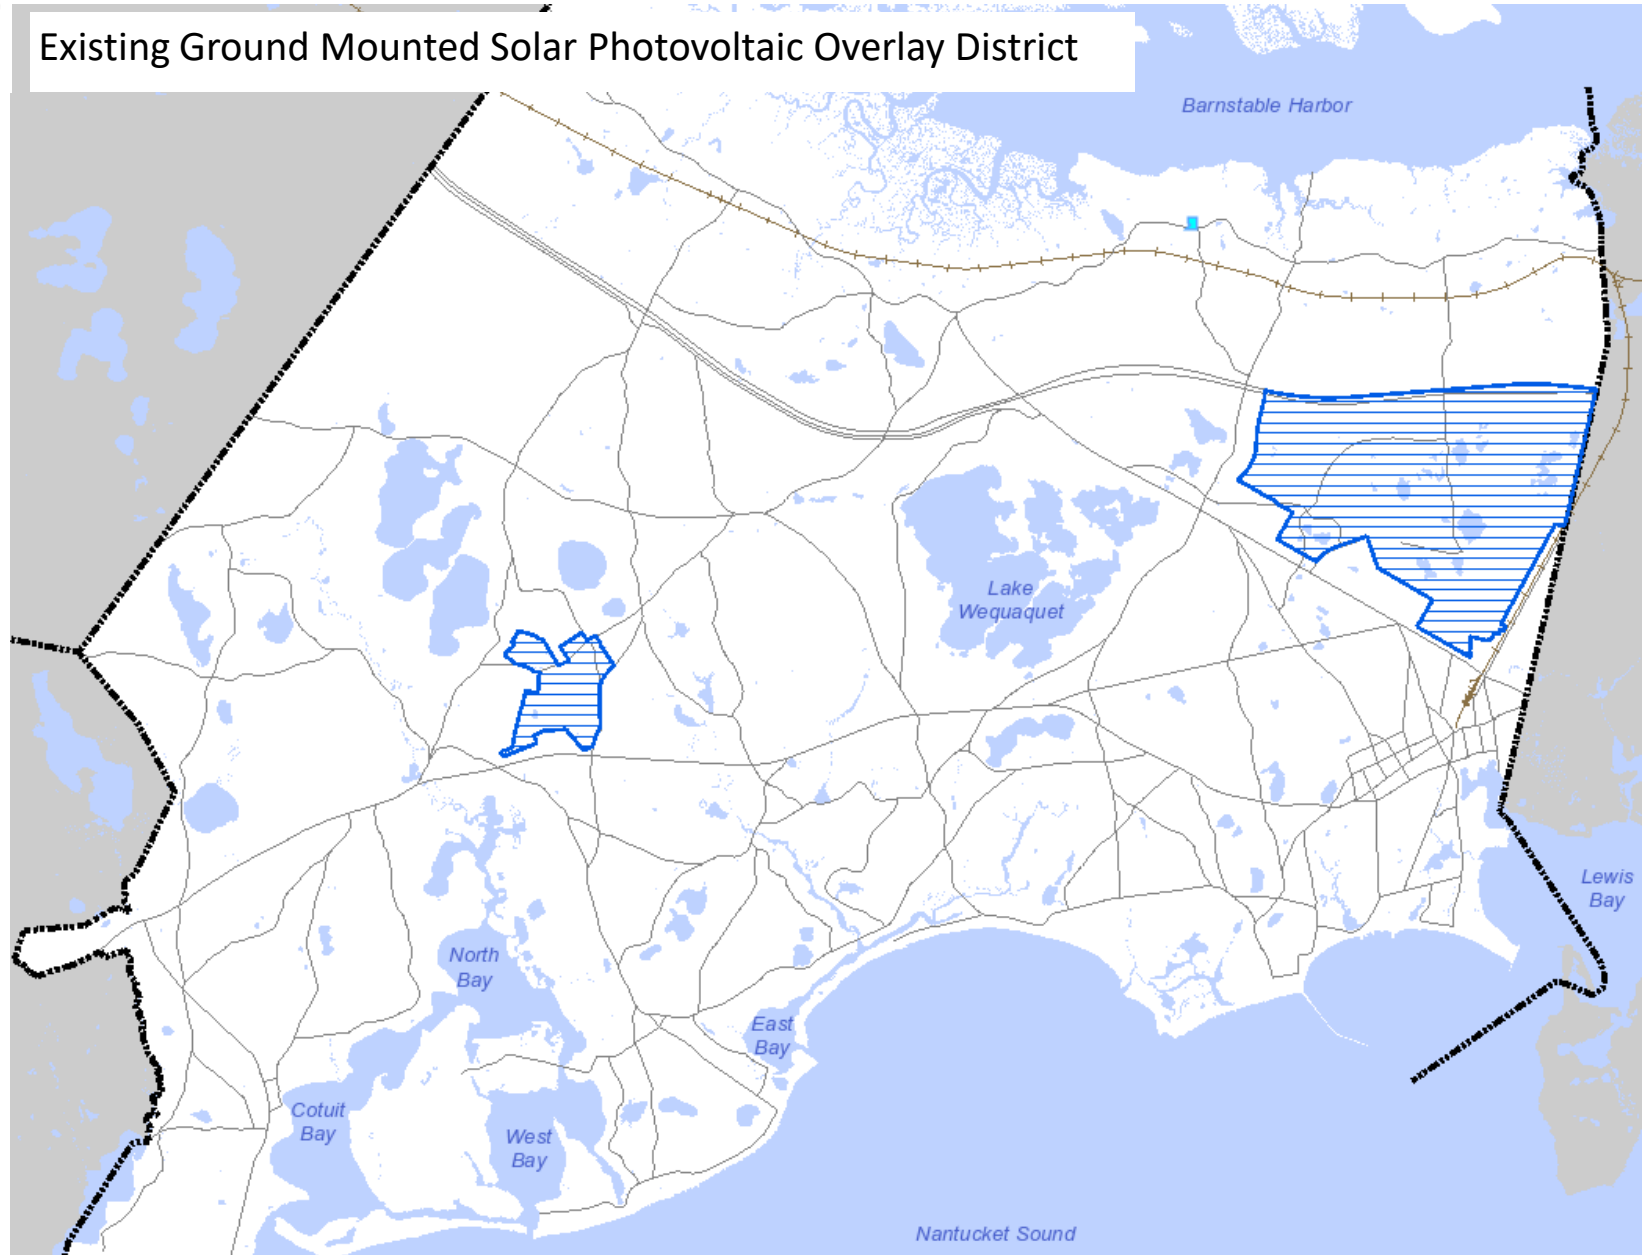 Existing Ground Mounted Solar Photovoltaic Overlay District
Barnstable Harbor
Lake
Wequaquet
Lewis
Bay
North
Bay
East
Bay
Cotuit
Bay
West
Bay
Nantucket Sound